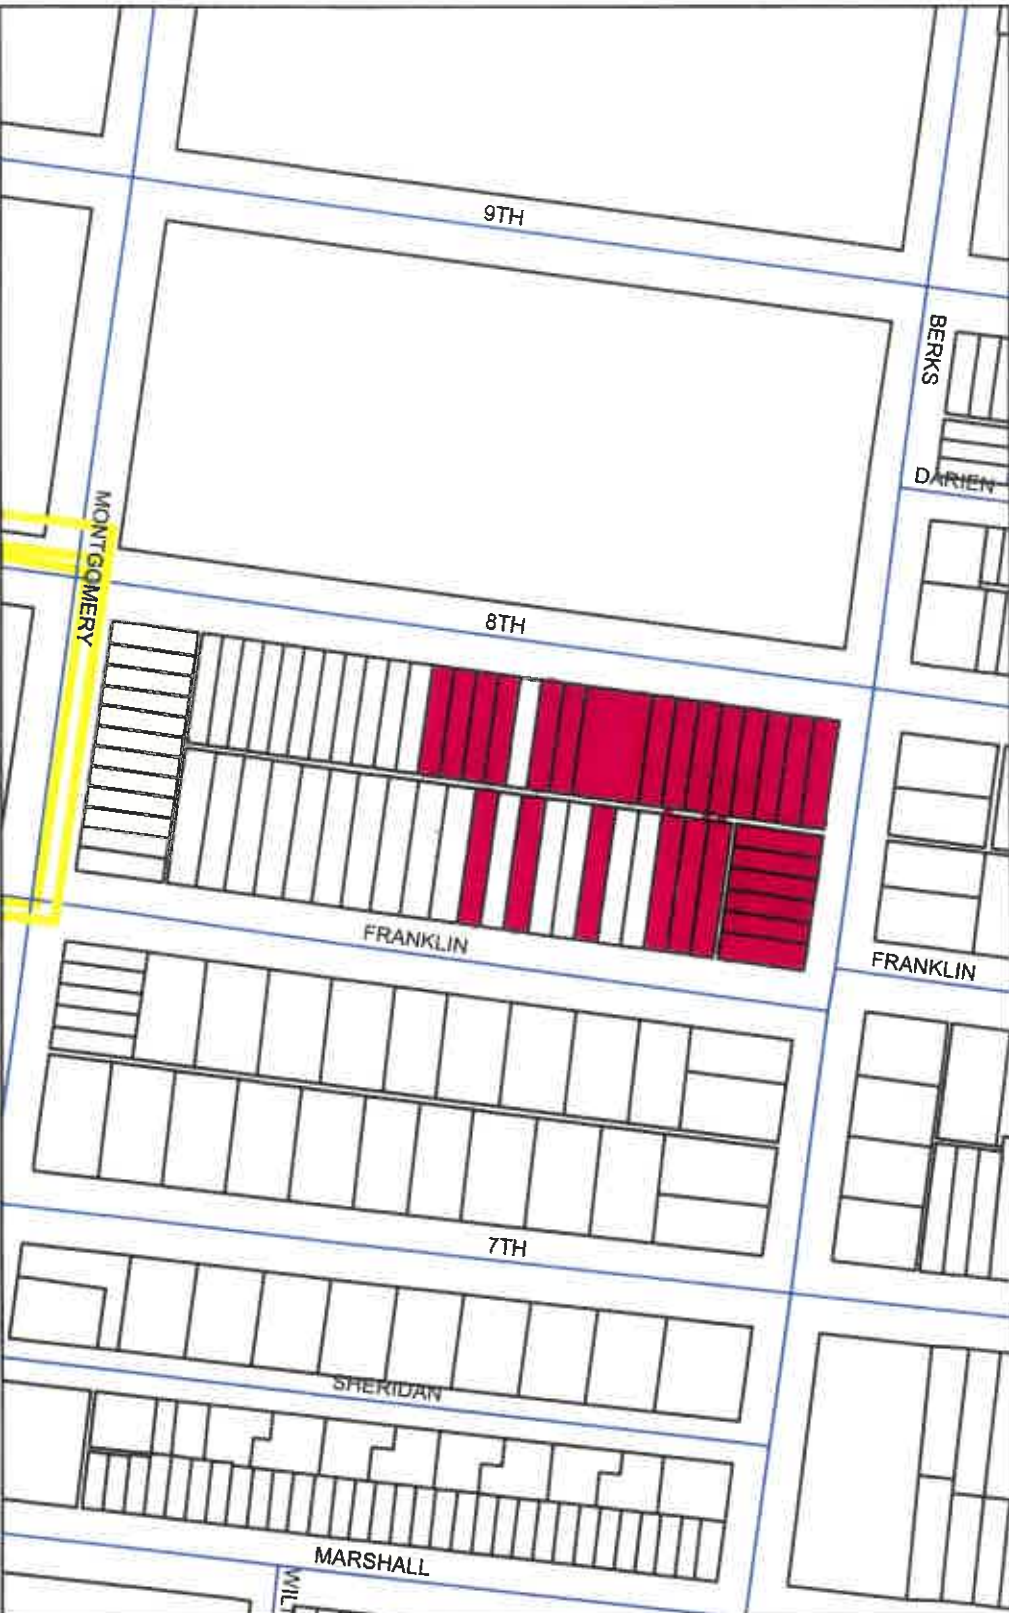 9TH
BERKS
DARIEN
MONTGOMERY
8TH
FRANKLIN
FRANKLIN
7TH
SHERIDAN
MARSHALL